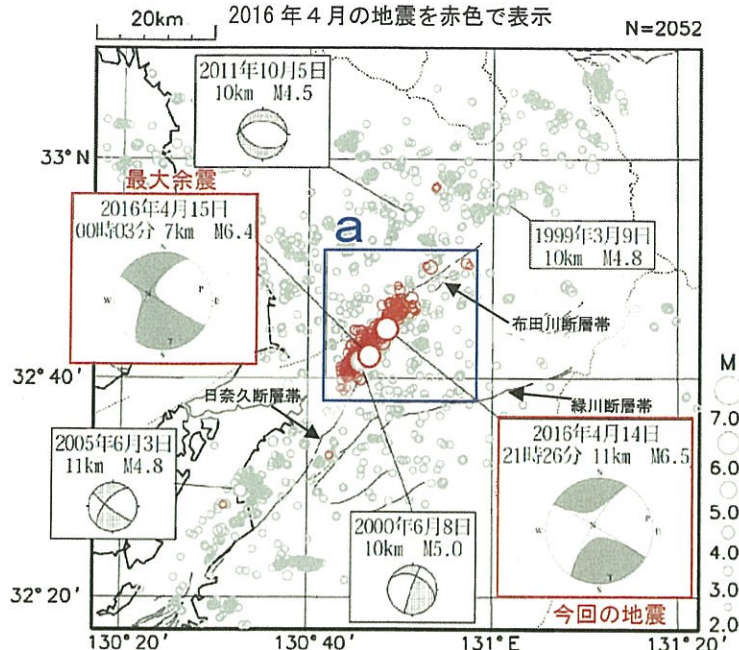 20km
2016年4月の地震を赤色で表示
N=2052
2011年10月5日
10km M4.5
33°N
最大余震
2016年4月15日
00時03分 7km M6.4
N
W
P
E
T
S
a
1999年3月9日
10km M4.8
布田川断層帯
32°40'
日奈久断層帯
緑川断層帯
2005年6月3日
11km M4.8
2016年4月14日
21時26分 11km M6.5
N
W
P
E
T
S
2000年6月8日
10km M5.0
今回の地震
M
7.0
6.0
5.0
4.0
3.0
2.0
32°20'
130°20'
130°40'
131°E
131°20'